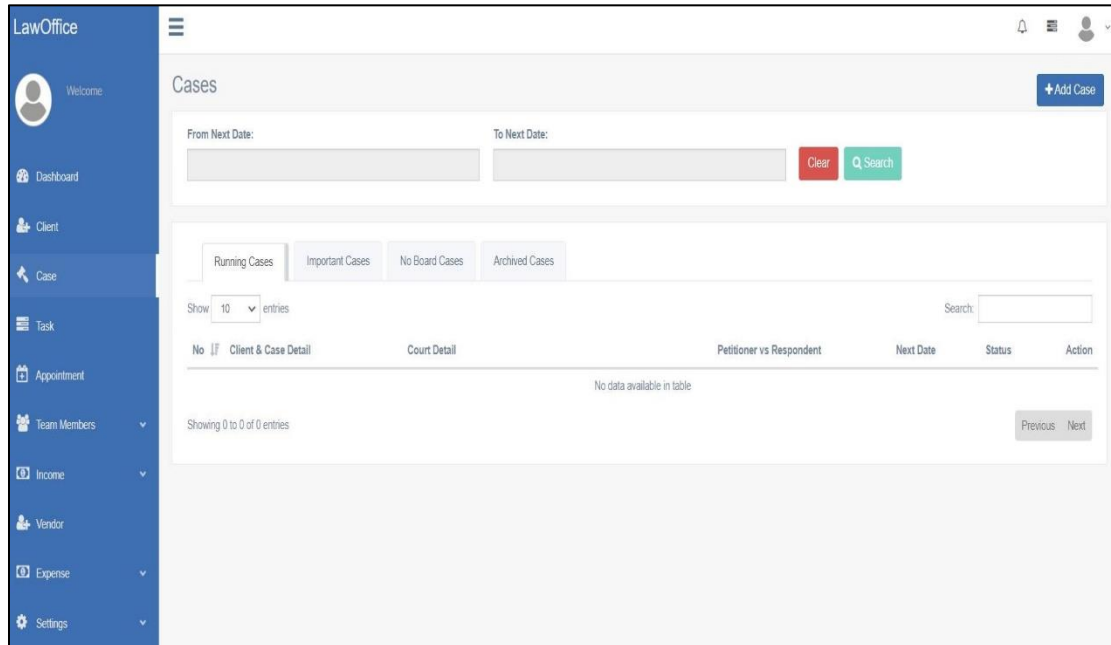 LawOffice
Welcome
Dashboard
Client
Case
Task
Appointment
Team Members
Income
Vendor
Expense
Settings
Cases
+Add Case
From Next Date: To Next Date:
Clear Search
Running Cases Important Cases No Board Cases Archived Cases
Show 10 entries Search:
No Client & Case Detail Court Detail Petitioner vs Respondent Next Date Status Action
No data available in table
Showing 0 to 0 of 0 entries Previous Next